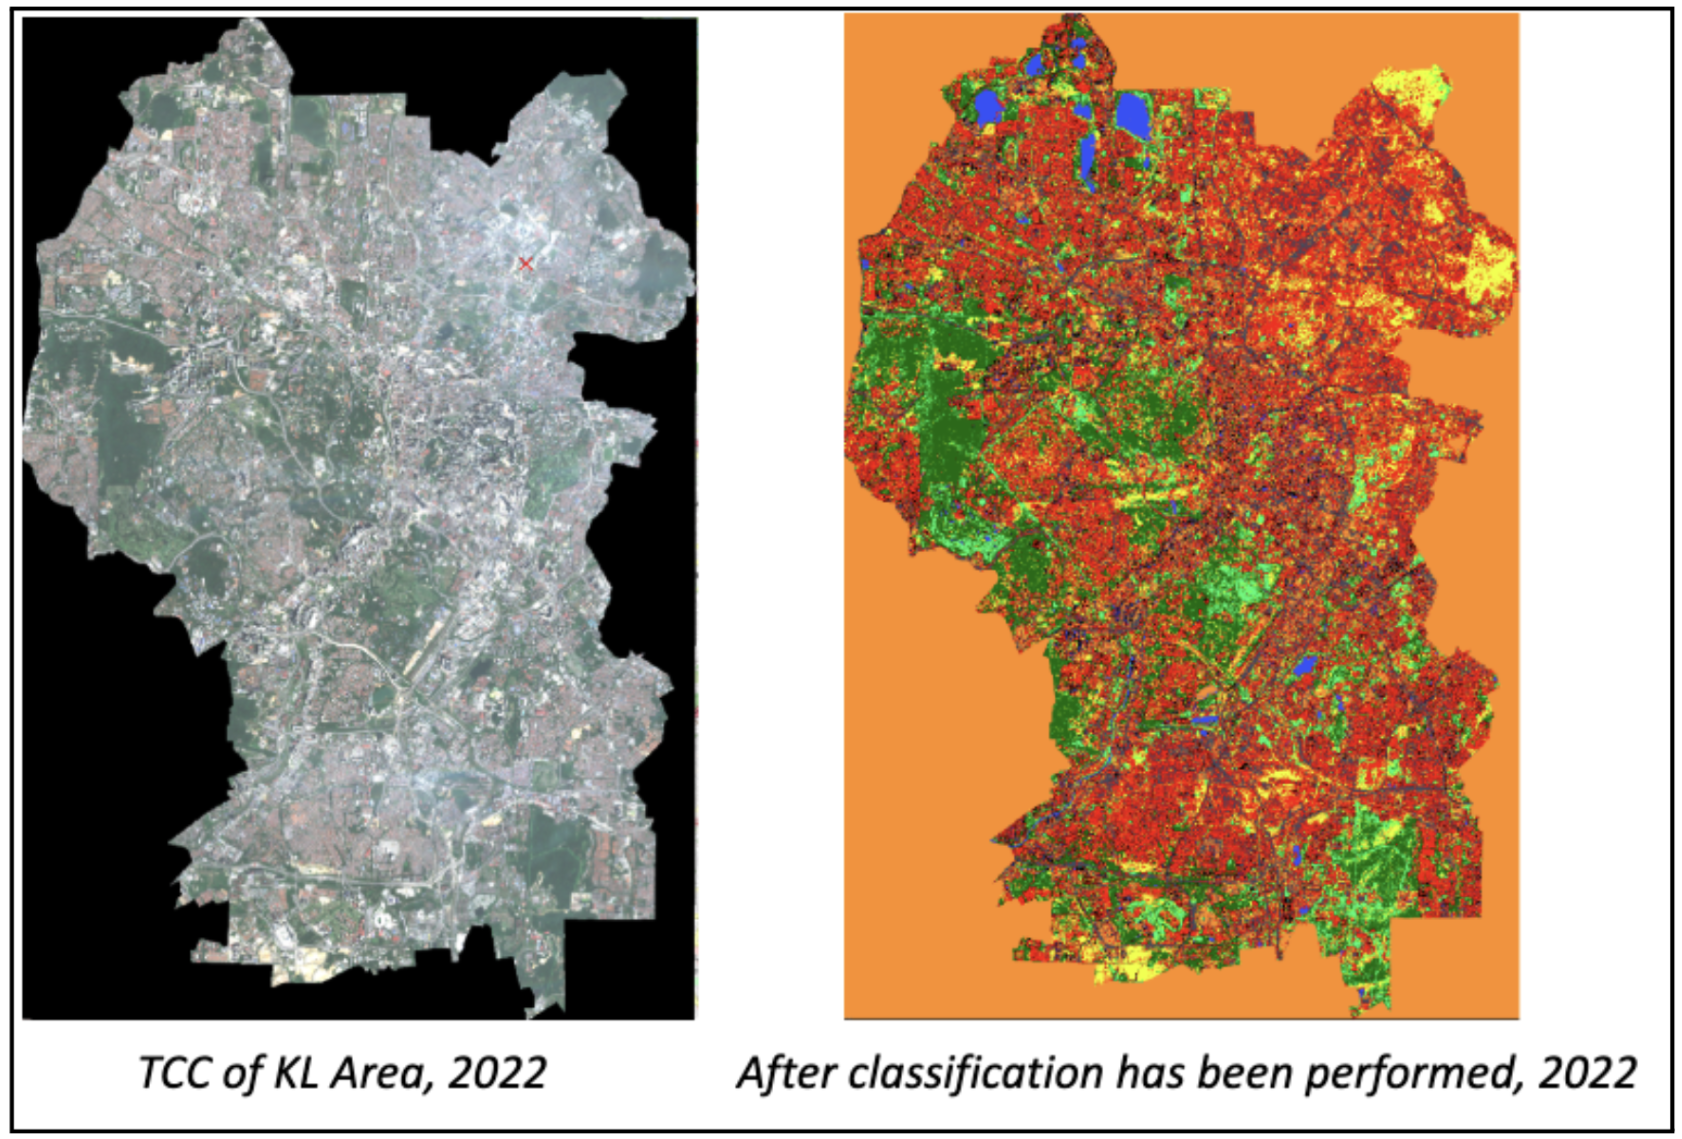 TCC of KL Area, 2022
After classification has been performed, 2022